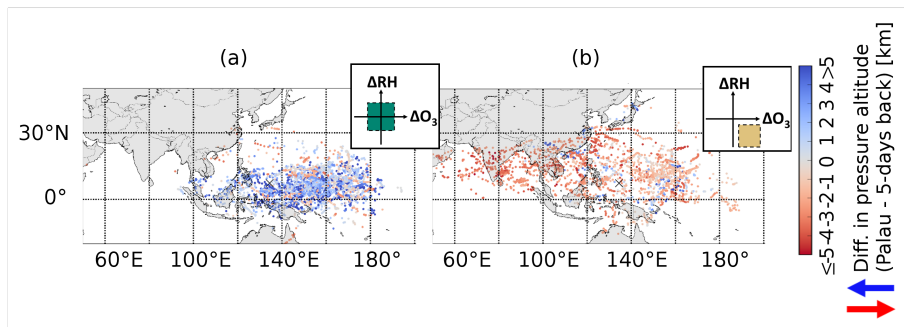 (a)
(b)
ΔRH
ΔO₃
ΔRH
ΔO₃
30°N
0°
60°E 100°E 140°E 180°
60°E 100°E 140°E 180°
≤-5-4-3-2-1 0 1 2 3 4>5
Diff. in pressure altitude
(Palau - 5-days back) [km]